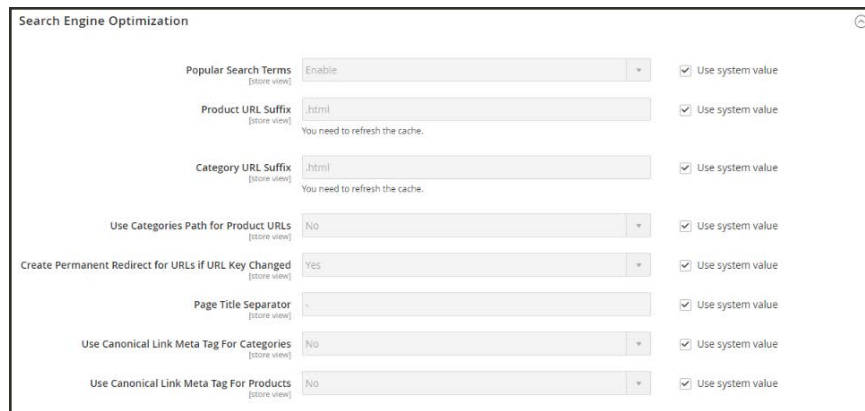 Search Engine Optimization
Popular Search Terms Enable Use system value
[store view]
Product URL Suffix .html Use system value
[store view]
You need to refresh the cache.
Category URL Suffix .html Use system value
[store view]
You need to refresh the cache.
Use Categories Path for Product URLs No Use system value
[store view]
Create Permanent Redirect for URLs if URL Key Changed Yes Use system value
[store view]
Page Title Separator - Use system value
[store view]
Use Canonical Link Meta Tag For Categories No Use system value
[store view]
Use Canonical Link Meta Tag For Products No Use system value
[store view]